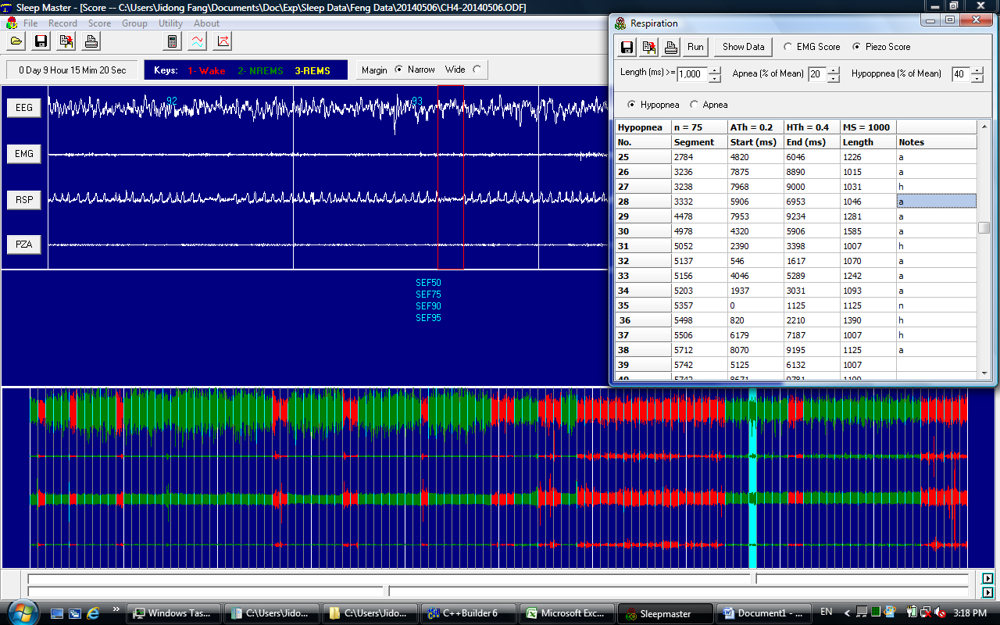 Sleep Master - [Score -- C:\Users\Jidong Fang\Documents\Doc\Exp\Sleep Data\Feng Data\20140506\CH4-20140506.ODF]
File Record Score Group Utility About
0 Day 9 Hour 15 Mim 20 Sec
Keys: 1- Wake 2- NREMS 3-REMS
Margin Narrow Wide
EEG
92 93
EMG
RSP
PZA
SEF50
SEF75
SEF90
SEF95
Respiration
Run Show Data EMG Score Piezo Score
Length (ms) >= 1,000 Apnea (% of Mean) 20 Hypoppnea (% of Mean) 40
Hypopnea Apnea
Hypopnea n = 75 ATh = 0.2 HTh = 0.4 MS = 1000
No. Segment Start (ms) End (ms) Length Notes
25 2784 4820 6046 1226 a
26 3236 7875 8890 1015 a
27 3238 7968 9000 1031 h
28 3332 5906 6953 1046 a
29 4478 7953 9234 1281 a
30 4978 4320 5906 1585 a
31 5052 2390 3398 1007 h
32 5137 546 1617 1070 a
33 5156 4046 5289 1242 a
34 5203 1937 3031 1093 a
35 5357 0 1125 1125 n
36 5498 820 2210 1390 h
37 5506 6179 7187 1007 h
38 5712 8070 9195 1125 a
39 5742 5125 6132 1007
Windows Tas... C:\Users\Jido... C:\Users\Jido... C++Builder 6 Microsoft Exc... Sleepmaster Document1 - ... EN 3:18 PM